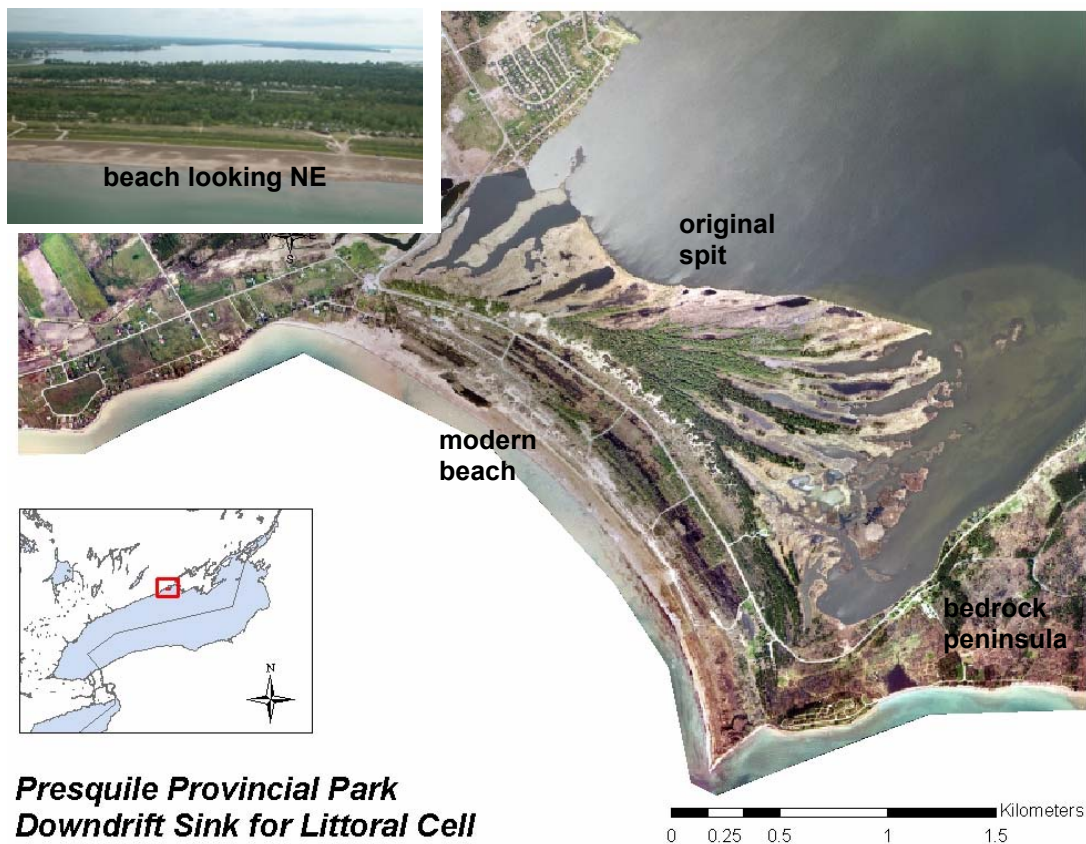 beach looking NE
S
original
spit
modern
beach
bedrock
peninsula
N
Presquile Provincial Park
Downdrift Sink for Littoral Cell
Kilometers
0 0.25 0.5 1 1.5